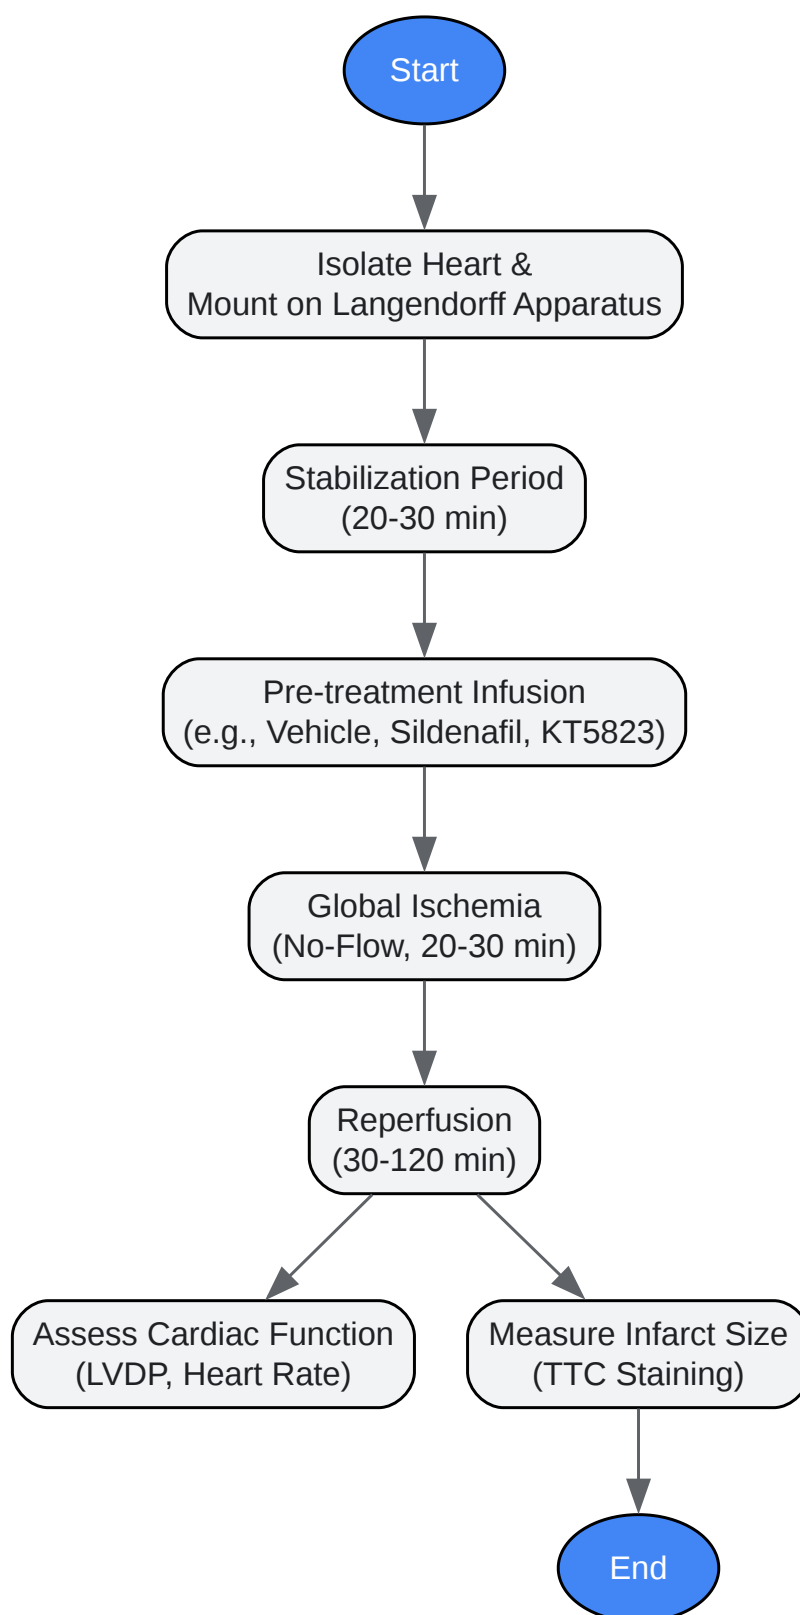 Start
Isolate Heart &
Mount on Langendorff Apparatus
Stabilization Period
(20-30 min)
Pre-treatment Infusion
(e.g., Vehicle, Sildenafil, KT5823)
Global Ischemia
(No-Flow, 20-30 min)
Reperfusion
(30-120 min)
Assess Cardiac Function
(LVDP, Heart Rate)
Measure Infarct Size
(TTC Staining)
End